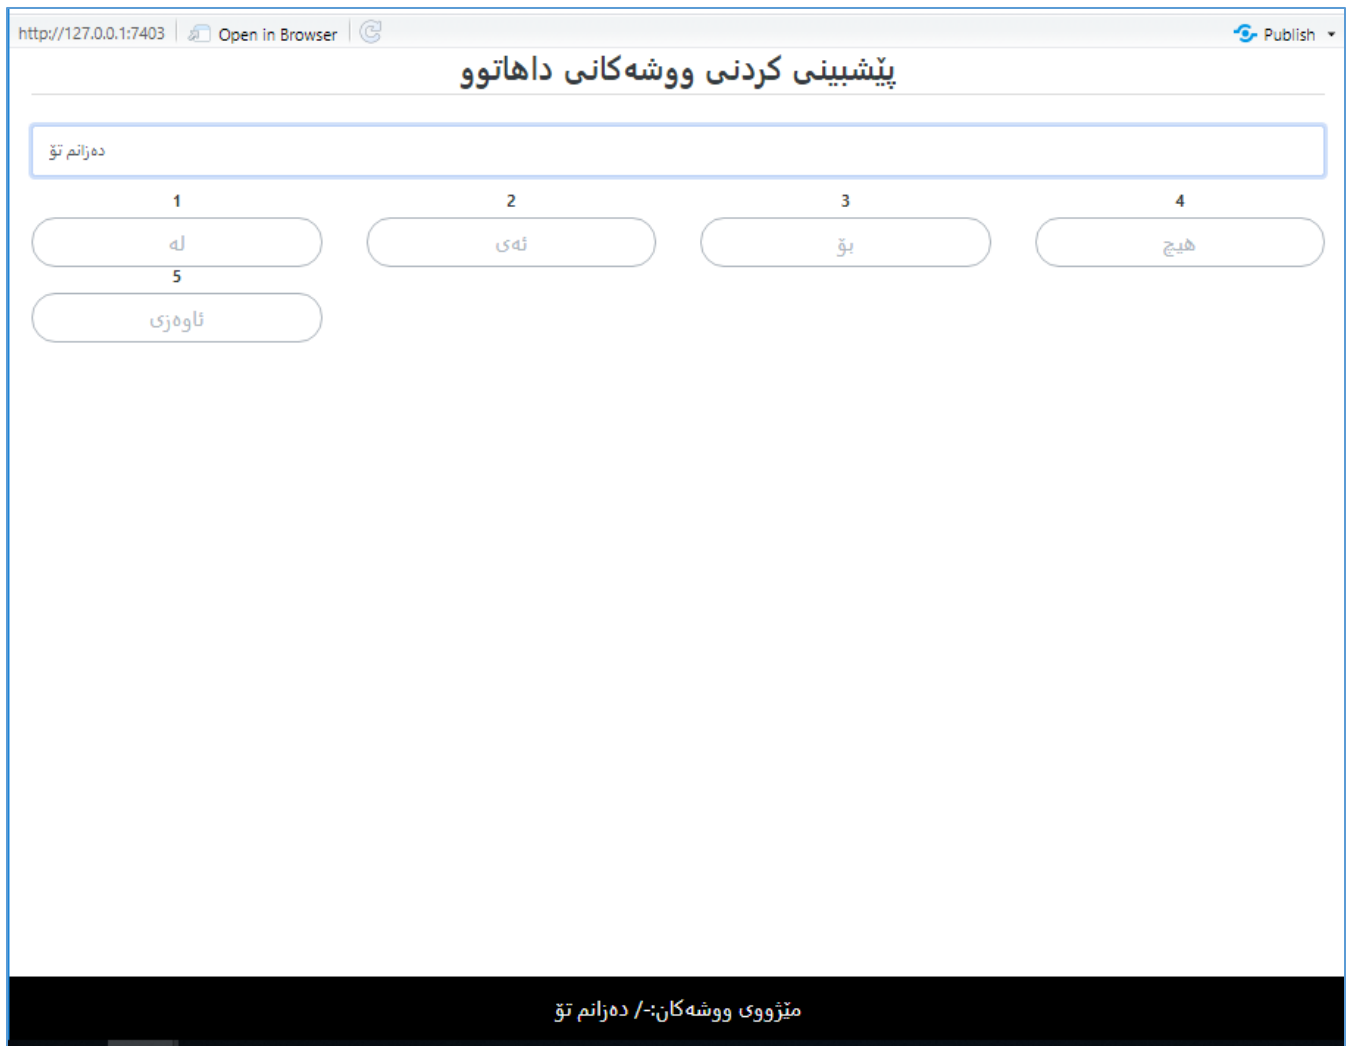 http://127.0.0.1:7403 Open in Browser Publish
پێشبینی کردنی ووشەکانی داهاتوو
دەزانم تۆ
1 2 3 4
لە ئەی بۆ هیچ
5
ئاوەزی
مێژووی ووشەکان:-/ دەزانم تۆ